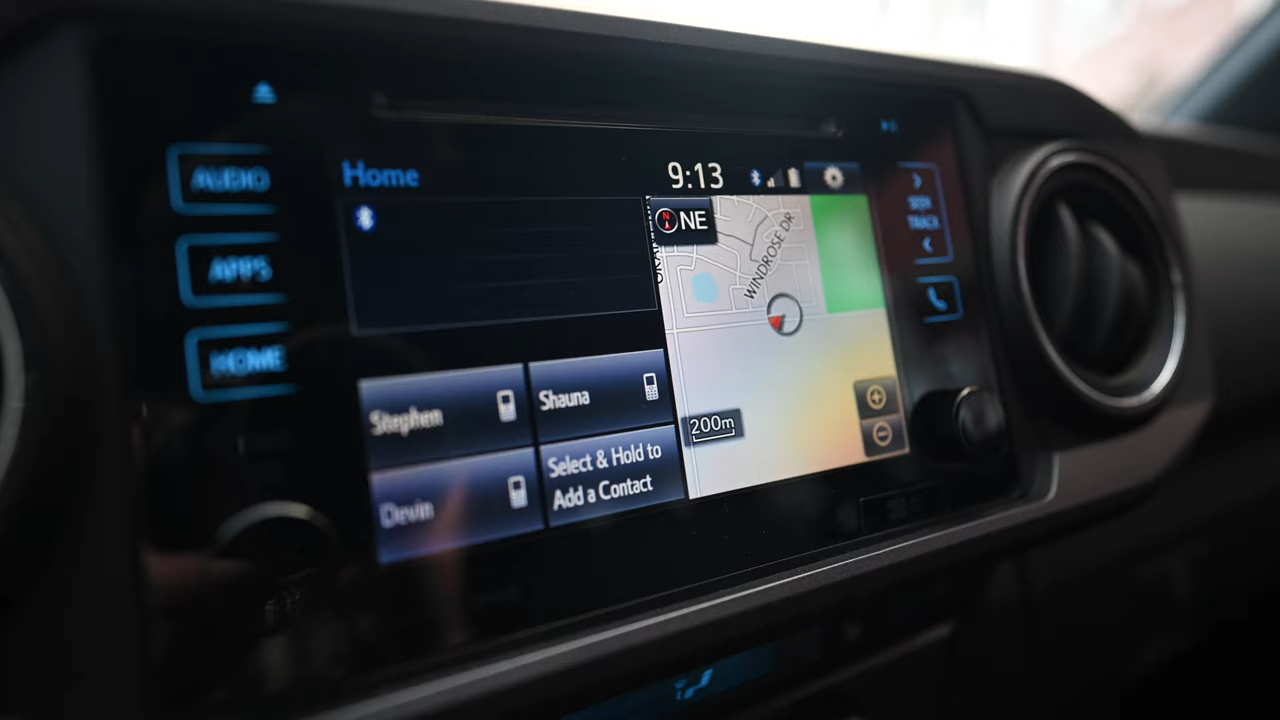 AUDIO
APPS
HOME
Home
9:13
N
NE
WINDROSE DR
200m
Stephen
Shauna
Devin
Select & Hold to
Add a Contact
SEEK
TRACK